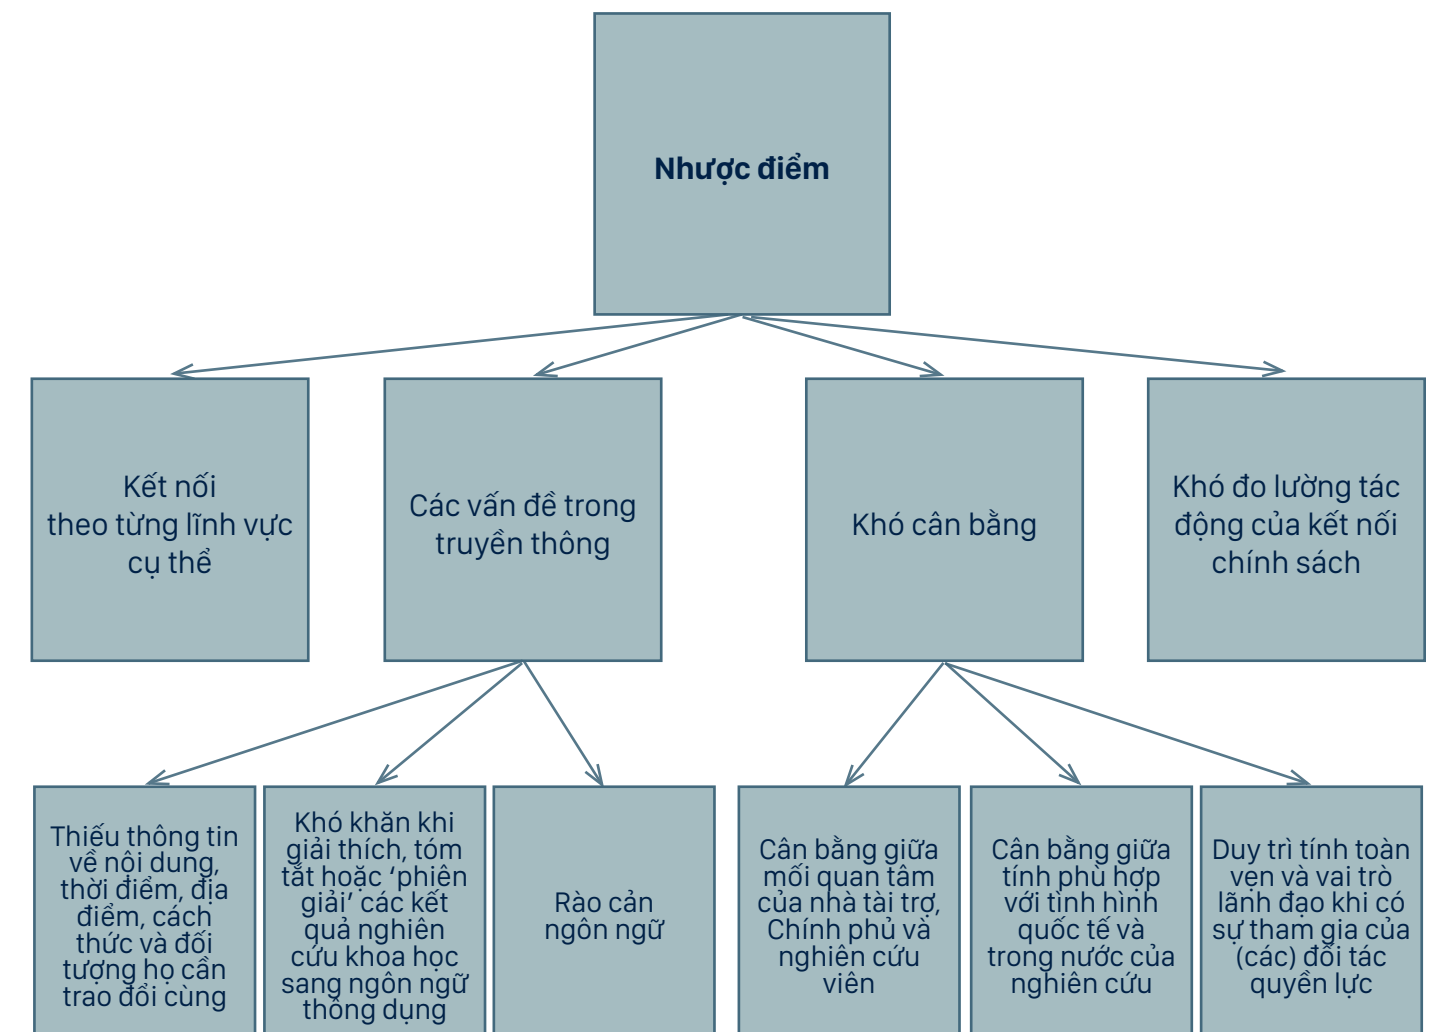 Nhược điểm
Kết nối
theo từng lĩnh vực
cụ thể
Các vấn đề trong
truyền thông
Khó cân bằng
Khó đo lường tác
động của kết nối
chính sách
Thiếu thông tin
về nội dung,
thời điểm, địa
điểm, cách
thức và đối
tượng họ cần
trao đổi cùng
Khó khăn khi
giải thích, tóm
tắt hoặc ‘phiên
giải’ các kết
quả nghiên
cứu khoa học
sang ngôn ngữ
thông dụng
Rào cản
ngôn ngữ
Cân bằng giữa
mối quan tâm
của nhà tài trợ,
Chính phủ và
nghiên cứu
viên
Cân bằng giữa
tính phù hợp
với tình hình
quốc tế và
trong nước của
nghiên cứu
Duy trì tính toàn
vẹn và vai trò
lãnh đạo khi có
sự tham gia của
(các) đối tác
quyền lực